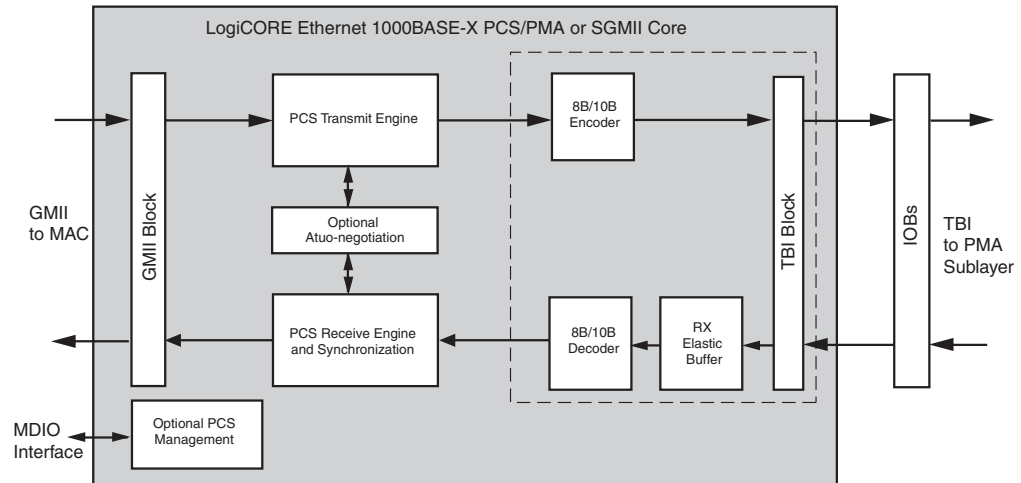 LogiCORE Ethernet 1000BASE-X PCS/PMA or SGMII Core
GMII
to MAC
GMII Block
PCS Transmit Engine
8B/10B
Encoder
Optional
Atuo-negotiation
TBI Block
IOBs
TBI
to PMA
Sublayer
PCS Receive Engine
and Synchronization
8B/10B
Decoder
RX
Elastic
Buffer
MDIO
Interface
Optional PCS
Management